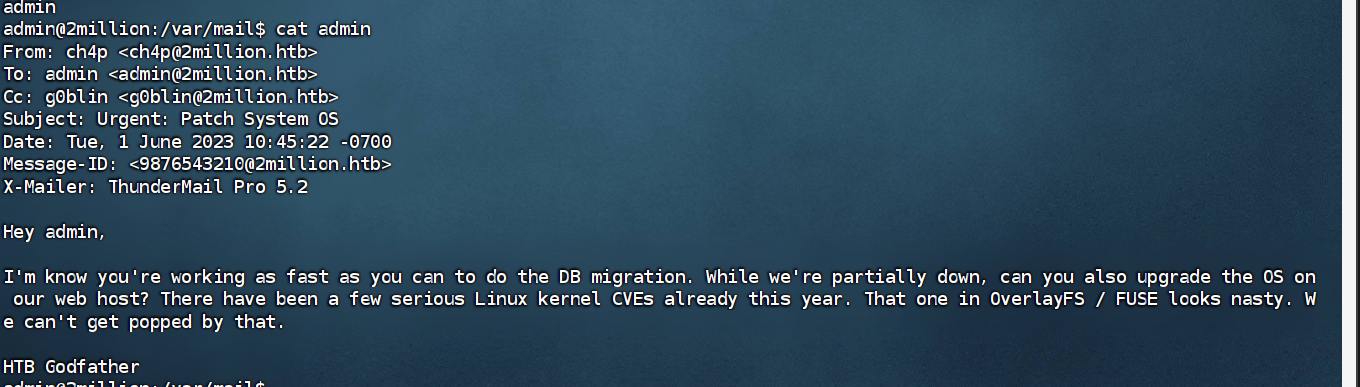 admin
admin@2million:/var/mail$ cat admin
From: ch4p <ch4p@2million.htb>
To: admin <admin@2million.htb>
Cc: g0blin <g0blin@2million.htb>
Subject: Urgent: Patch System OS
Date: Tue, 1 June 2023 10:45:22 -0700
Message-ID: <9876543210@2million.htb>
X-Mailer: ThunderMail Pro 5.2
Hey admin,
I'm know you're working as fast as you can to do the DB migration. While we're partially down, can you also upgrade the OS on
 our web host? There have been a few serious Linux kernel CVEs already this year. That one in OverlayFS / FUSE looks nasty. W
e can't get popped by that.
HTB Godfather
admin@2million:/var/mail$